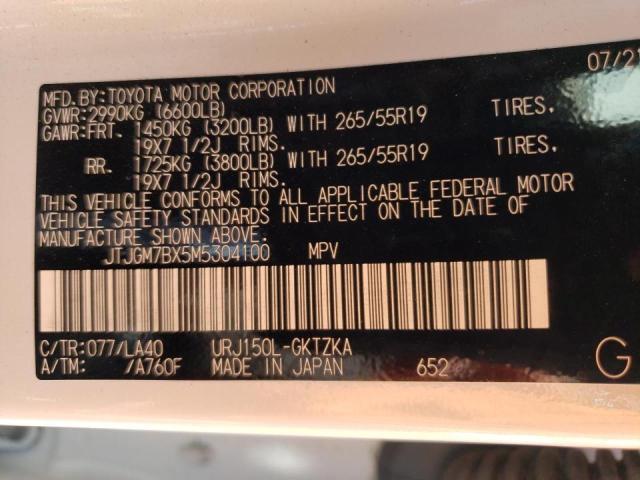 07/21
MFD.BY:TOYOTA MOTOR CORPORATION
GVWR:2990KG (6600LB)
GAWR:FRT. 1450KG (3200LB) WITH 265/55R19 TIRES.
19X7 1/2J RIMS.
RR. 1725KG (3800LB) WITH 265/55R19 TIRES.
19X7 1/2J RIMS.
THIS VEHICLE CONFORMS TO ALL APPLICABLE FEDERAL MOTOR
VEHICLE SAFETY STANDARDS IN EFFECT ON THE DATE OF
MANUFACTURE SHOWN ABOVE.
JTJGM7BX5M5304100 MPV
C/TR:077/LA40 URJ150L-GKTZKA
A/TM: /A760F MADE IN JAPAN 652 G